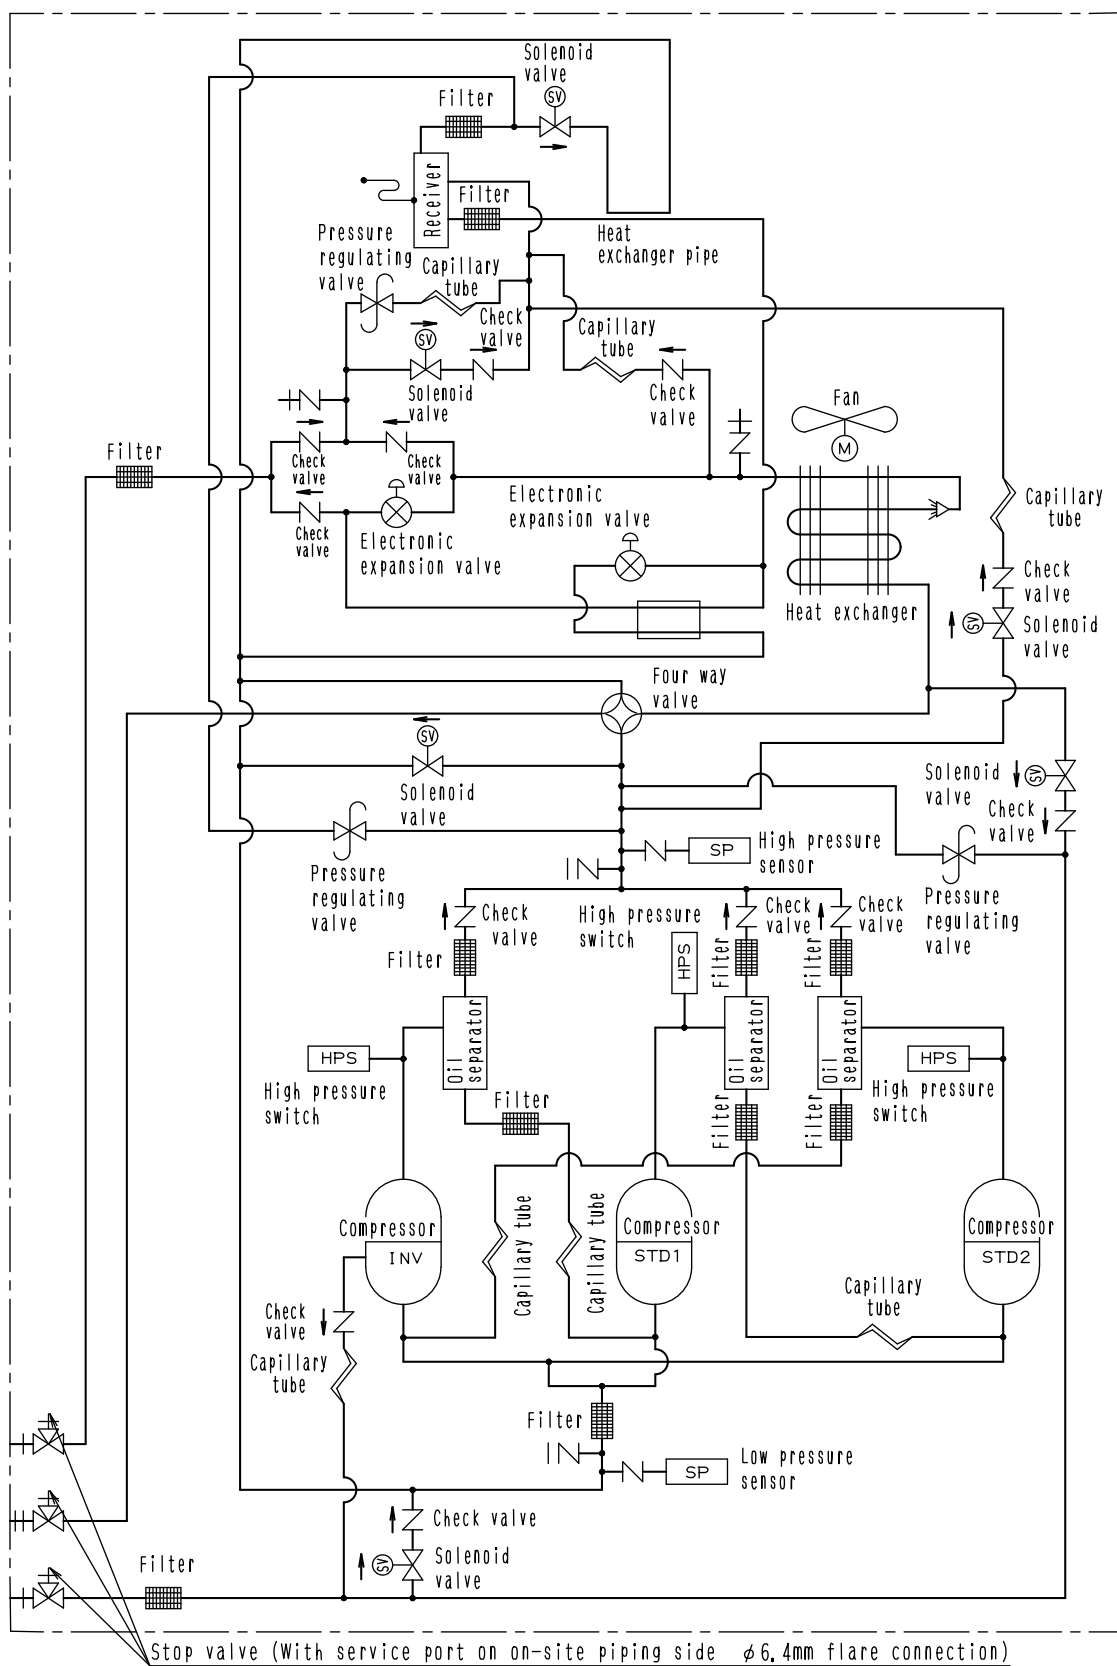 Solenoid
valve
SV
Filter
Receiver
Filter
Pressure
regulating
valve
Heat
exchanger pipe
Capillary
tube
Check
valve
SV
Capillary
tube
Solenoid
valve
Check
valve
Fan
M
Filter
Check
valve
Check
valve
Check
valve
Electronic
expansion valve
Electronic
expansion valve
Capillary
tube
Check
valve
Heat exchanger
SV
Solenoid
valve
Four way
valve
SV
Solenoid
valve
Solenoid
valve
SV
Check
valve
High pressure
sensor
SP
Pressure
regulating
valve
Pressure
regulating
valve
Check
valve
High pressure
switch
Check
valve
Check
valve
Filter
HPS
Filter
Filter
Oil
separator
Oil
separator
Oil
separator
HPS
High pressure
switch
HPS
High pressure
switch
Filter
Filter
Filter
Compressor
INV
Capillary tube
Capillary tube
Compressor
STD1
Compressor
STD2
Capillary
tube
Check
valve
Capillary
tube
Filter
SP
Low pressure
sensor
Check valve
SV
Solenoid
valve
Filter
Stop valve (With service port on on-site piping side ϕ6.4mm flare connection)